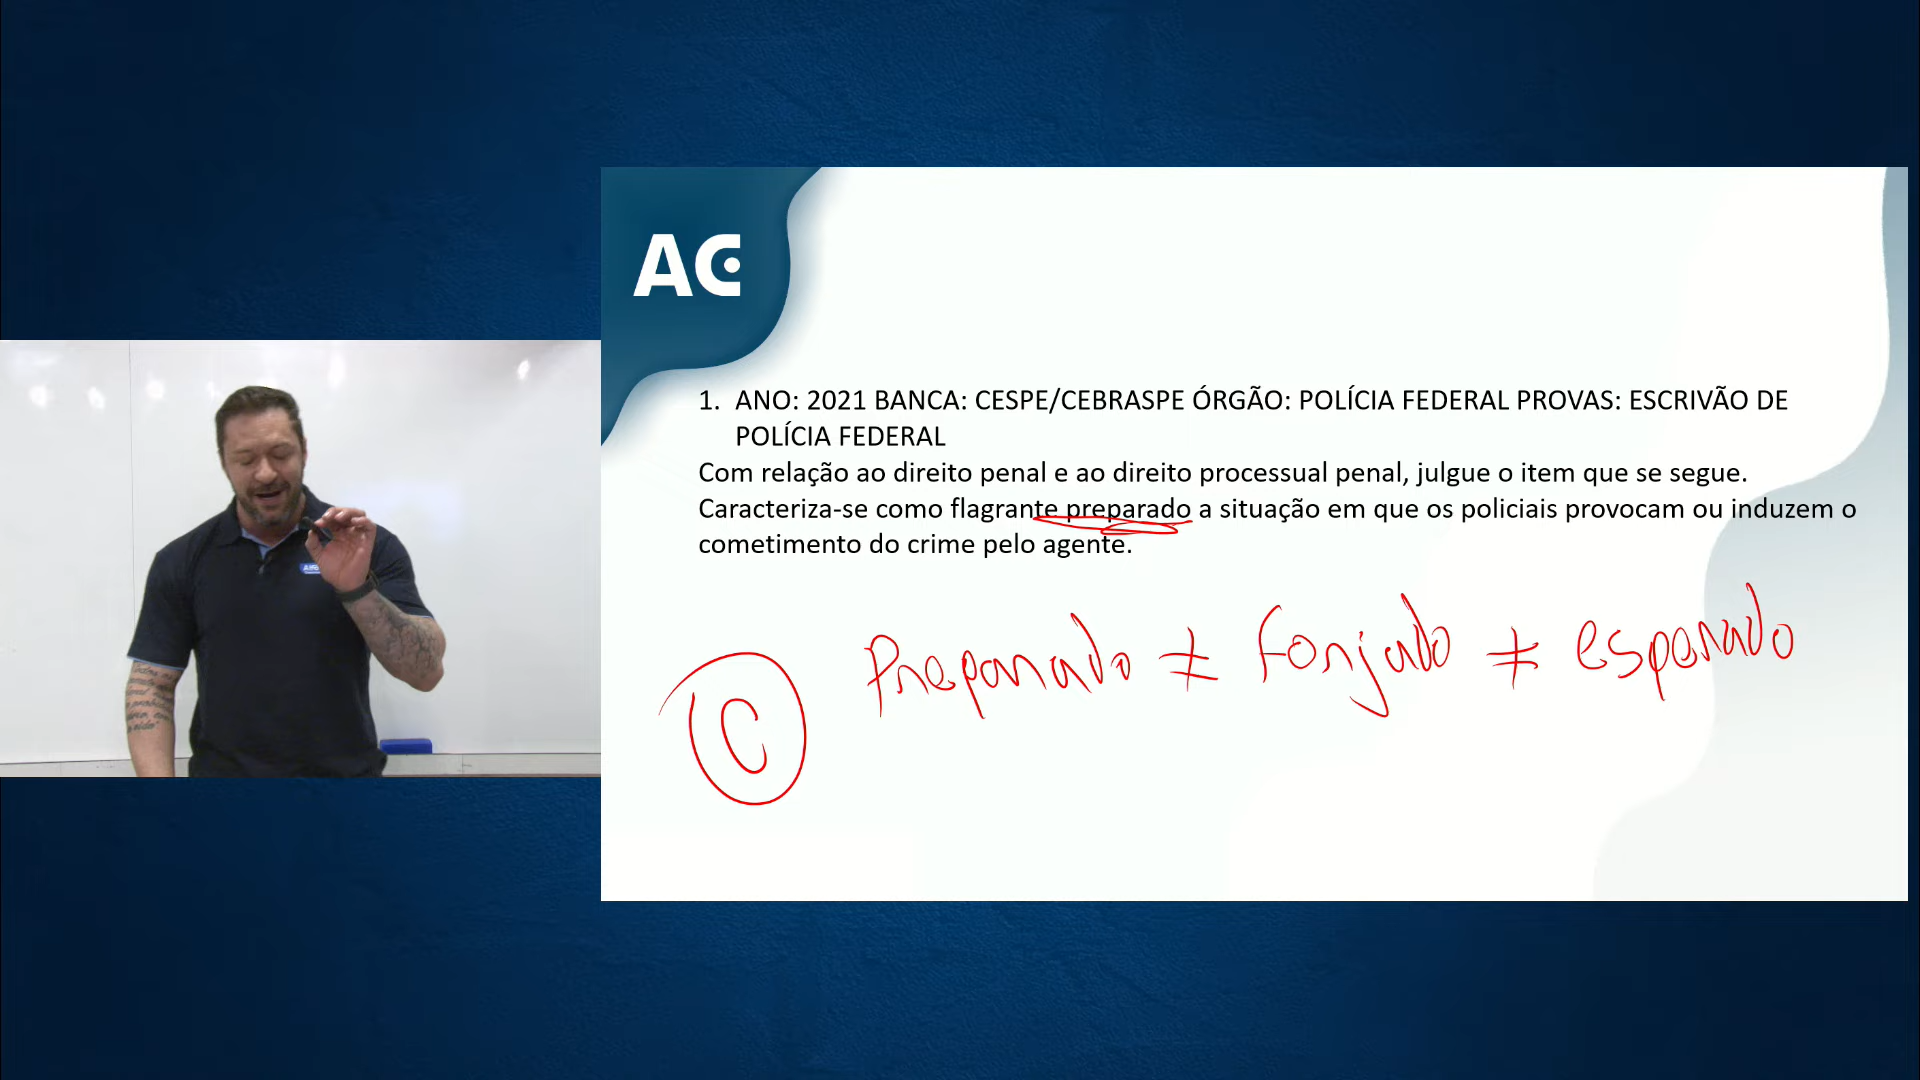 AC
1. ANO: 2021 BANCA: CESPE/CEBRASPE ÓRGÃO: POLÍCIA FEDERAL PROVAS: ESCRIVÃO DE
POLÍCIA FEDERAL
Com relação ao direito penal e ao direito processual penal, julgue o item que se segue.
Caracteriza-se como flagrante preparado a situação em que os policiais provocam ou induzem o
cometimento do crime pelo agente.
Preparado ≠ Forjado ≠ esperado
C